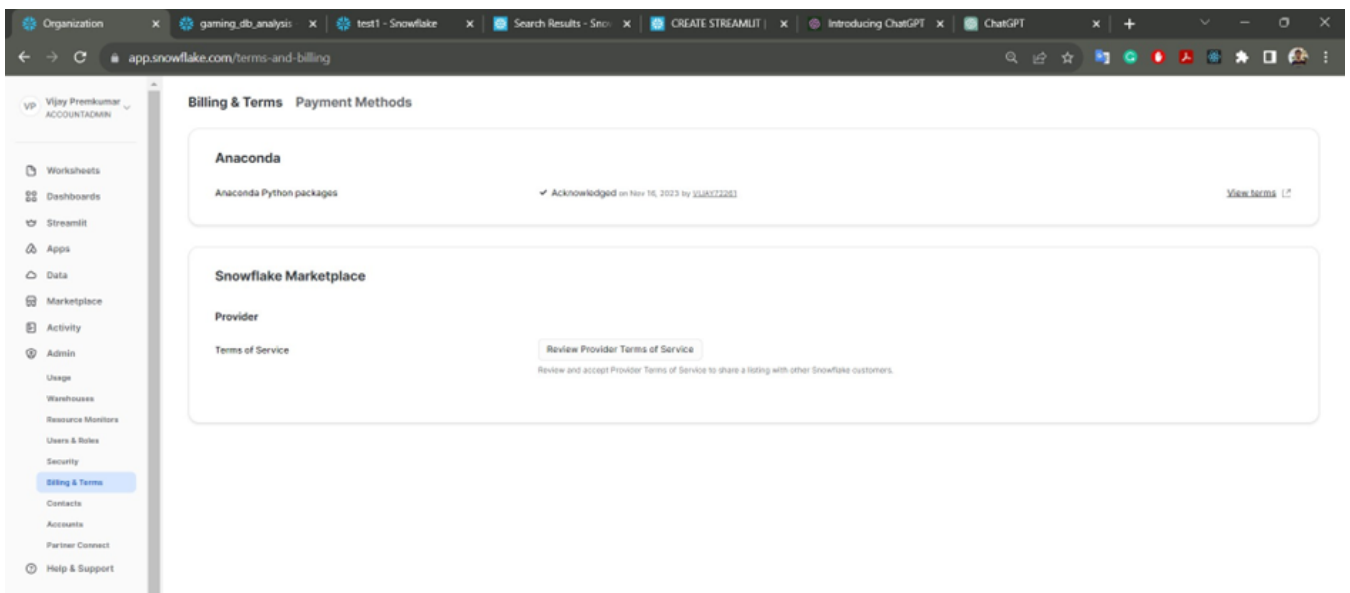 Organization
gaming_db_analysis
test1 - Snowflake
Search Results - Sno
CREATE STREAMLIT |
Introducing ChatGPT
ChatGPT
app.snowflake.com/terms-and-billing
VP
Vijay Premkumar
ACCOUNTADMIN
Worksheets
Dashboards
Streamlit
Apps
Data
Marketplace
Activity
Admin
Usage
Warehouses
Resource Monitors
Users & Roles
Security
Billing & Terms
Contacts
Accounts
Partner Connect
Help & Support
Billing & Terms Payment Methods
Anaconda
Anaconda Python packages
Acknowledged on Nov 16, 2023 by
View terms
Snowflake Marketplace
Provider
Terms of Service
Review Provider Terms of Service
Review and accept Provider Terms of Service to share a listing with other Snowflake customers.